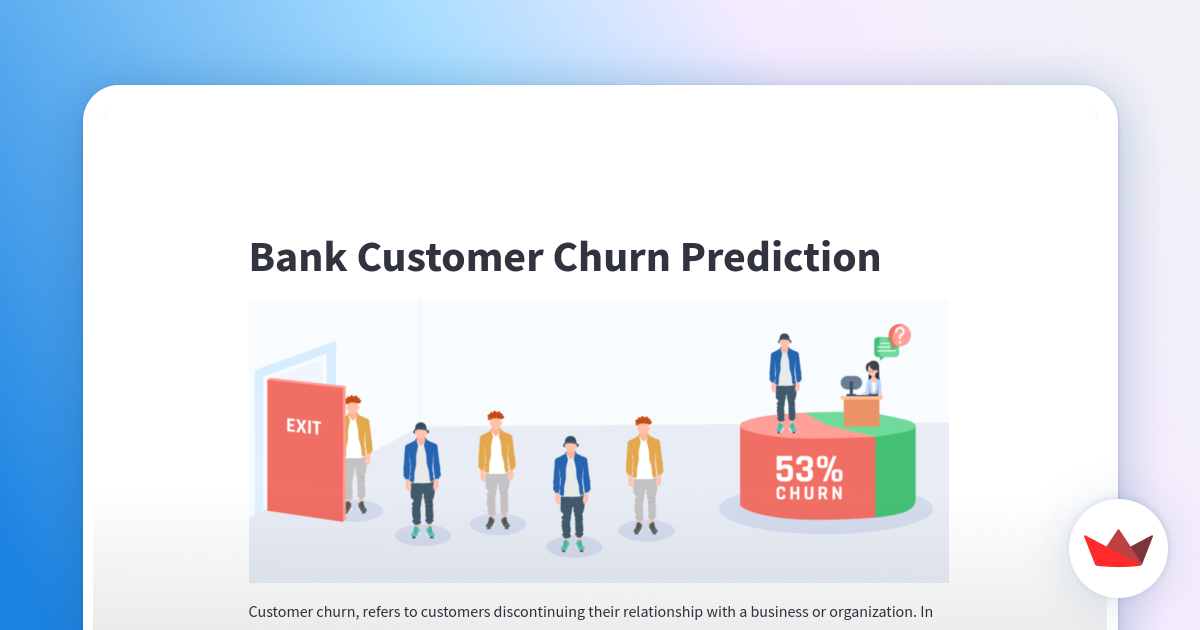 Bank Customer Churn Prediction
EXIT
?
53%
CHURN
Customer churn, refers to customers discontinuing their relationship with a business or organization. In